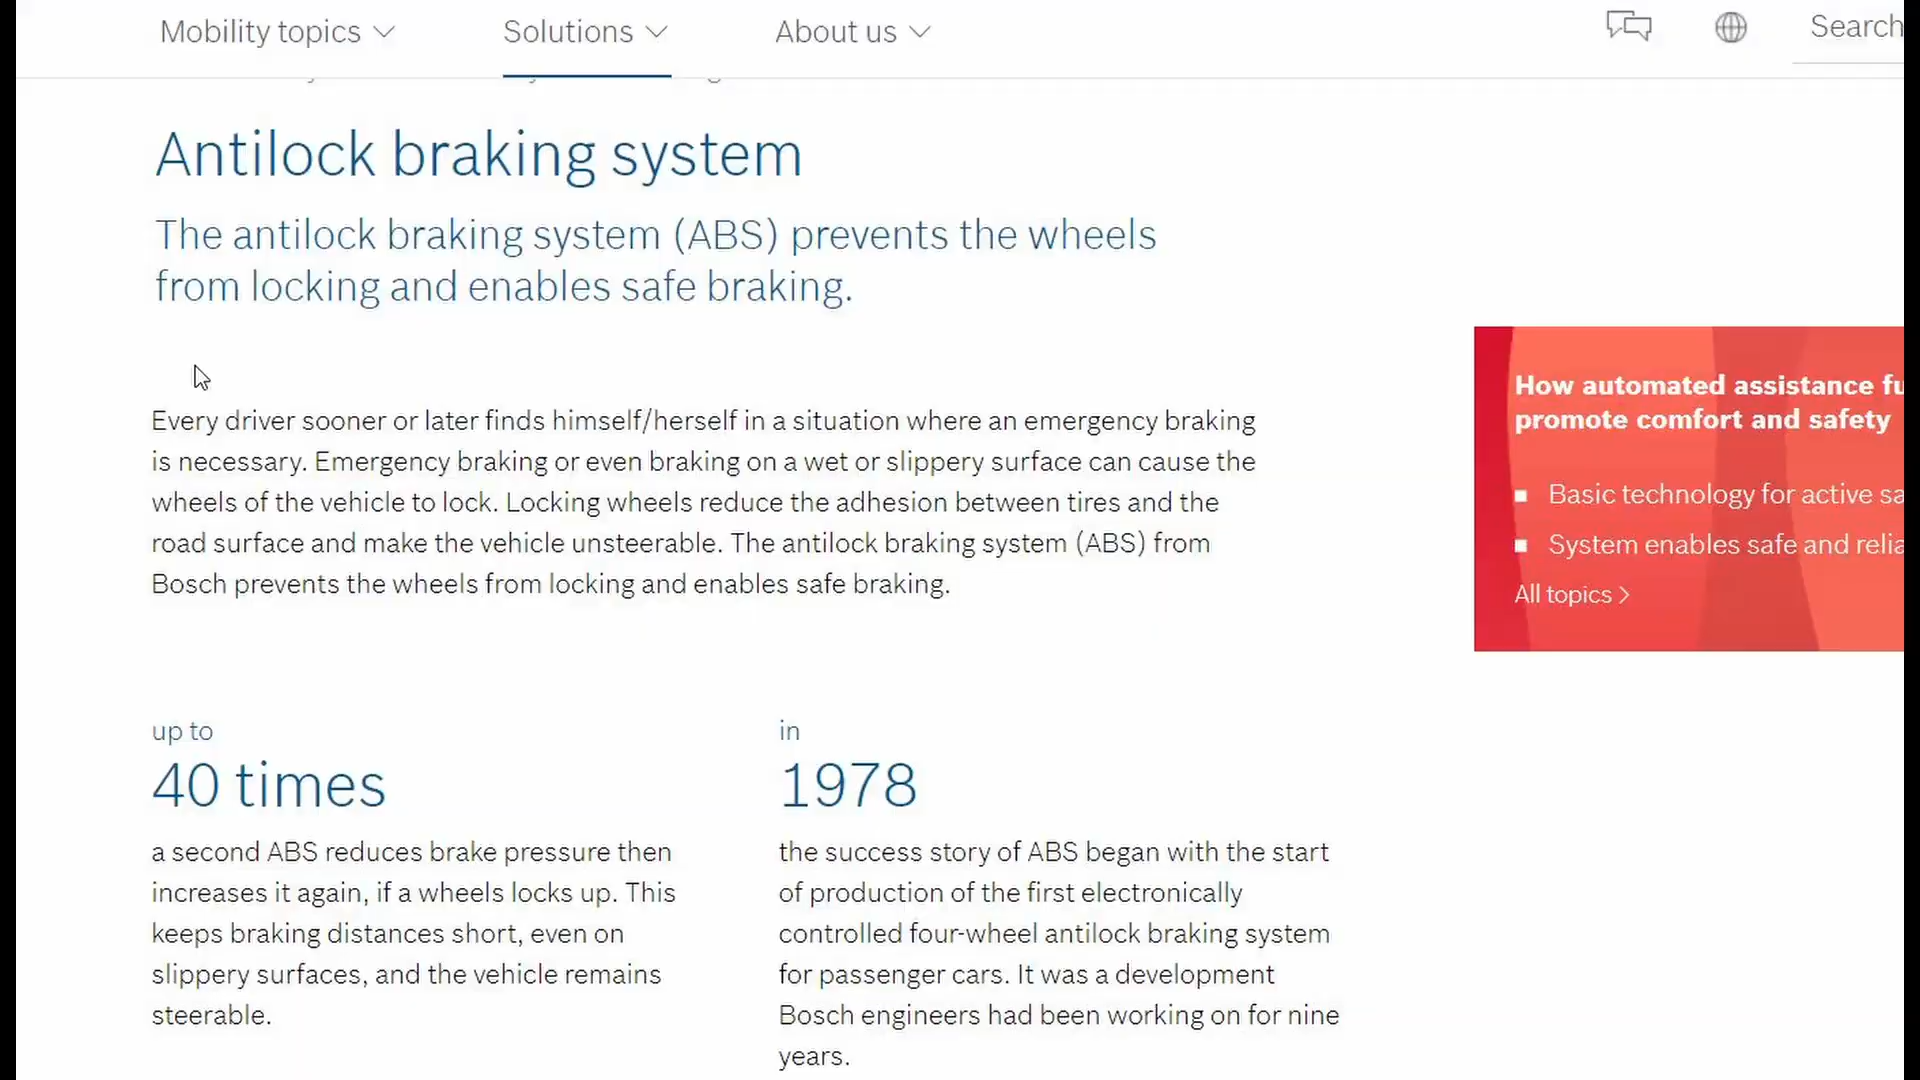 Mobility topics
Solutions
About us
Search
Antilock braking system
The antilock braking system (ABS) prevents the wheels
from locking and enables safe braking.
Every driver sooner or later finds himself/herself in a situation where an emergency braking
is necessary. Emergency braking or even braking on a wet or slippery surface can cause the
wheels of the vehicle to lock. Locking wheels reduce the adhesion between tires and the
road surface and make the vehicle unsteerable. The antilock braking system (ABS) from
Bosch prevents the wheels from locking and enables safe braking.
How automated assistance
promote comfort and safety
Basic technology for active
System enables safe and
All topics
up to
40 times
a second ABS reduces brake pressure then
increases it again, if a wheels locks up. This
keeps braking distances short, even on
slippery surfaces, and the vehicle remains
steerable.
in
1978
the success story of ABS began with the start
of production of the first electronically
controlled four-wheel antilock braking system
for passenger cars. It was a development
Bosch engineers had been working on for nine
years.